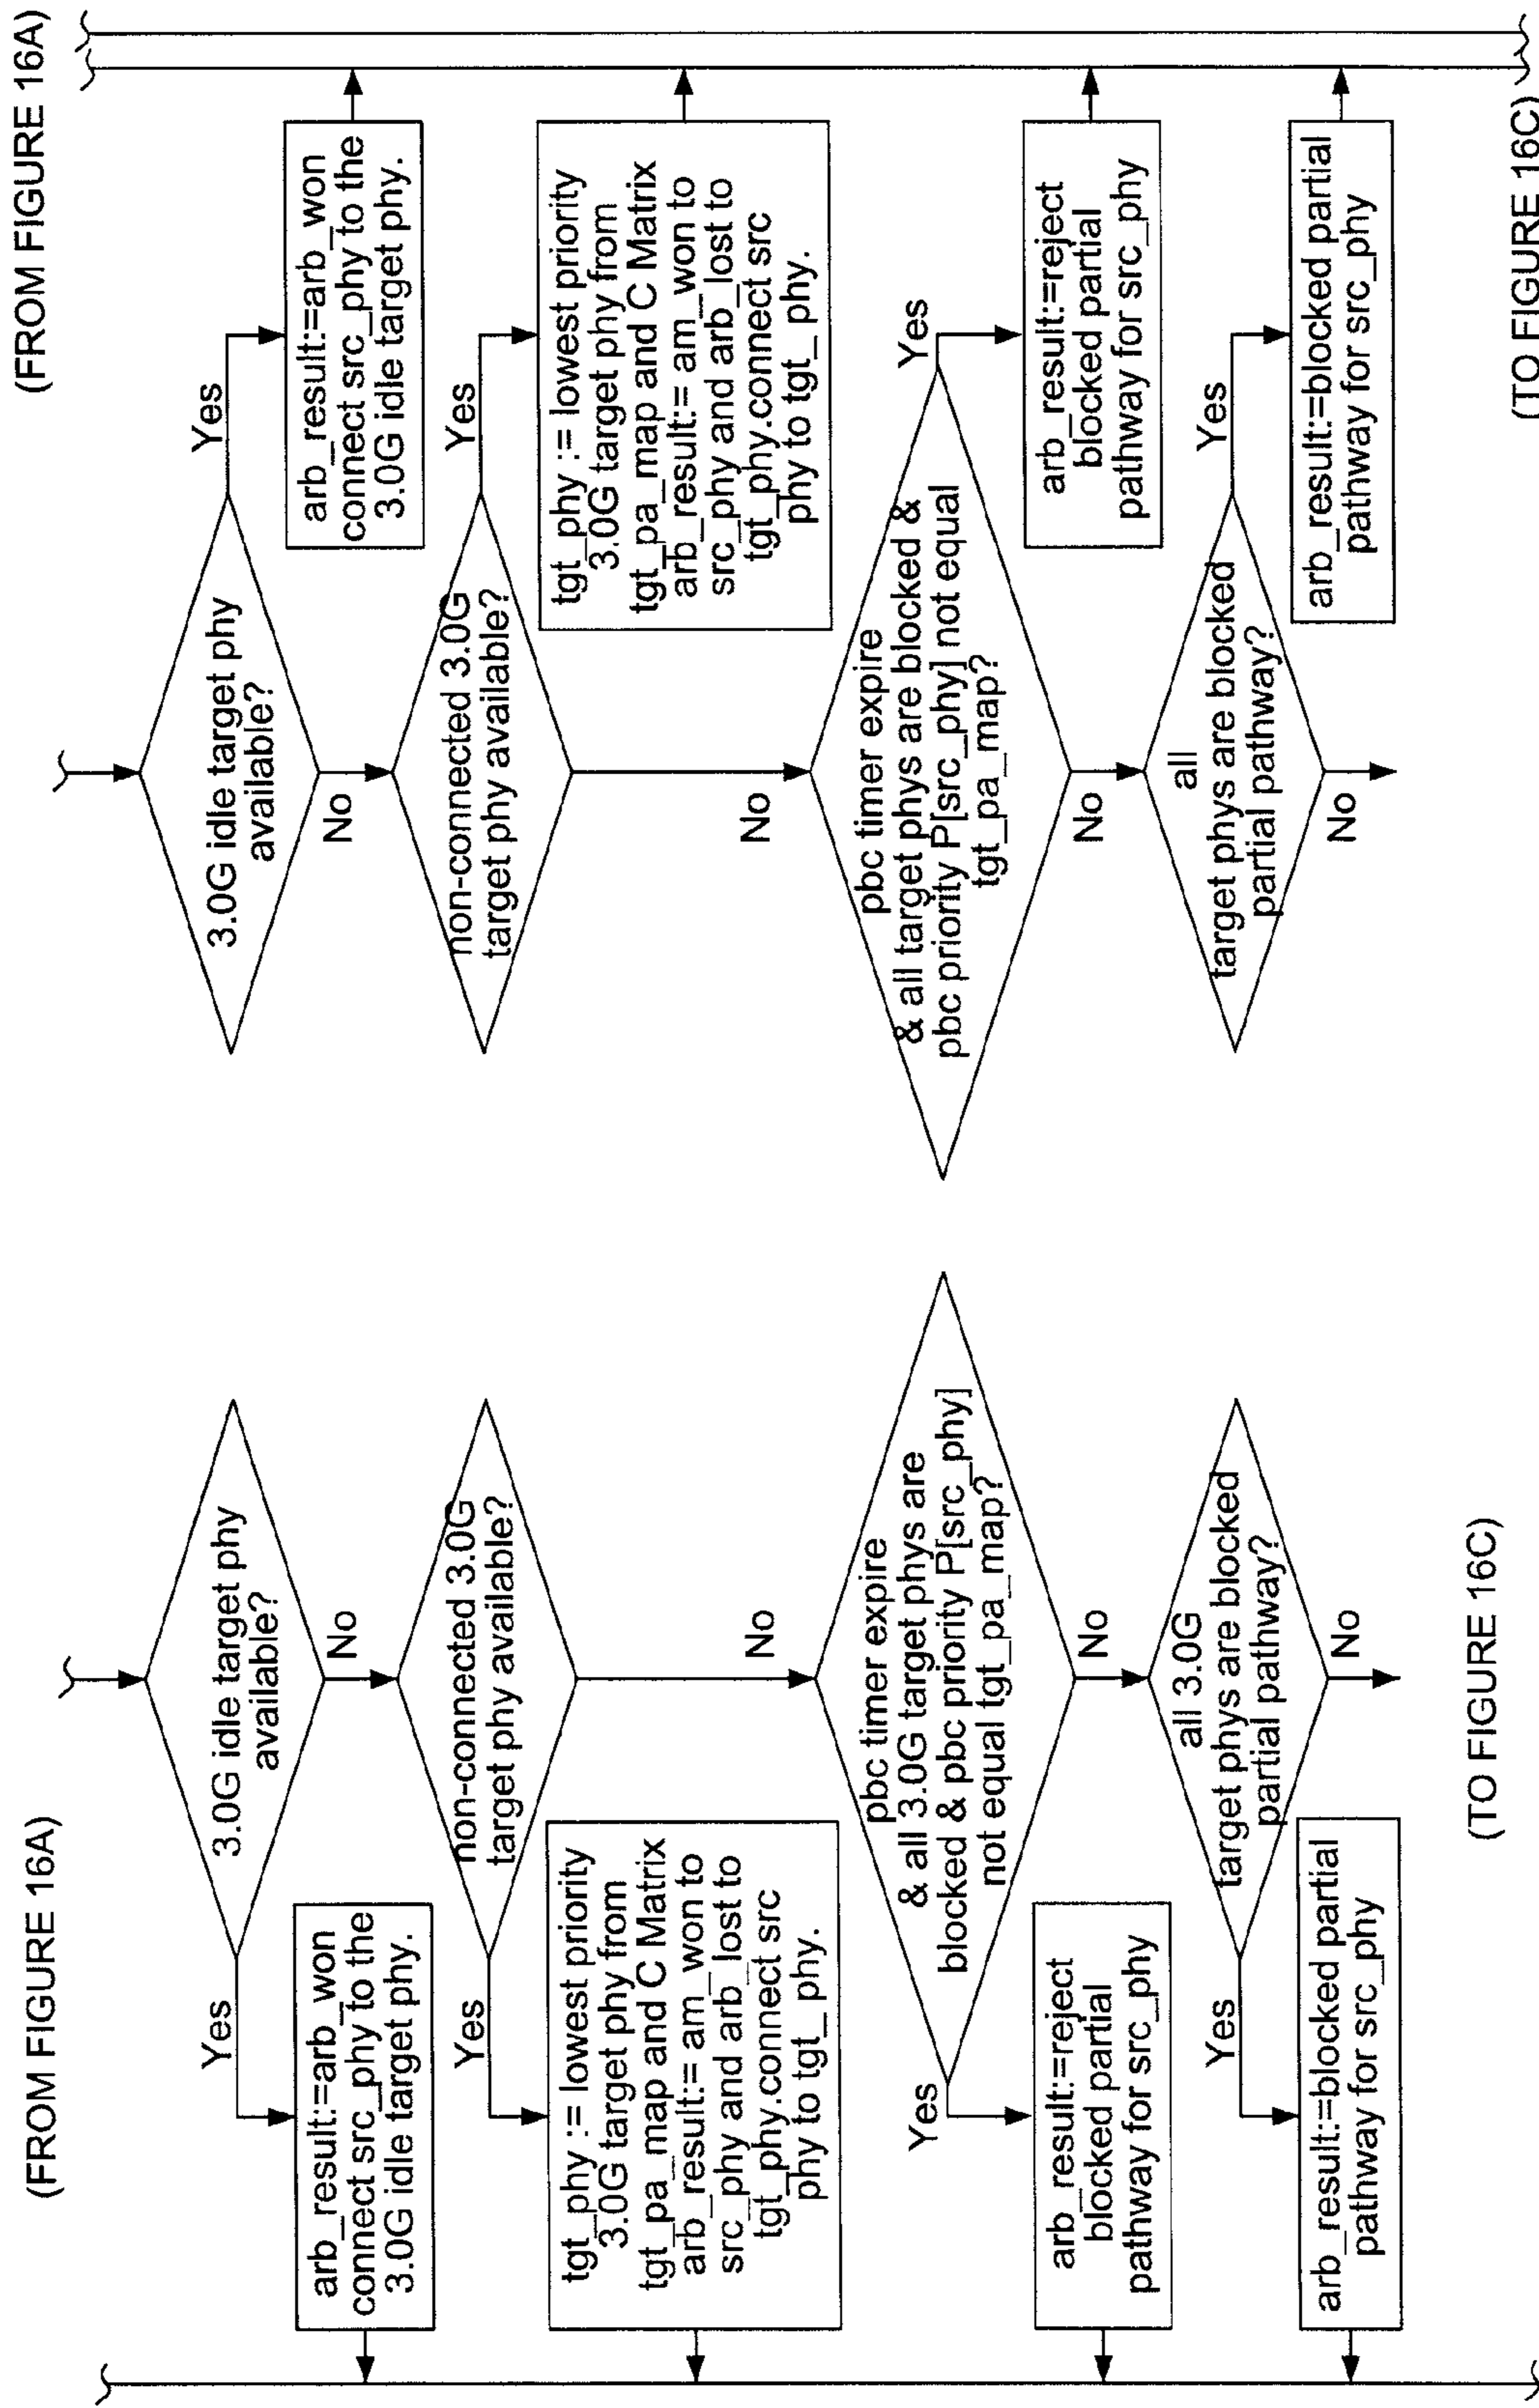 (FROM FIGURE 16A)
3.0G idle target phy
available?
Yes
No
arb_result:=arb_won
connect src_phy to the
3.0G idle target phy.
non-connected 3.0G
target phy available?
Yes
No
tgt_phy := lowest priority
3.0G target phy from
tgt_pa_map and C Matrix
arb_result:= am_won to
src_phy and arb_lost to
tgt_phy.connect src
phy to tgt_phy.
pbc timer expire
& all 3.0G target phys are
blocked & pbc priority P[src_phy]
not equal tgt_pa_map?
Yes
No
arb_result:=reject
blocked partial
pathway for src_phy
all 3.0G
target phys are blocked
partial pathway?
Yes
No
arb_result:=blocked partial
pathway for src_phy
(TO FIGURE 16C)
(FROM FIGURE 16A)
3.0G idle target phy
available?
Yes
No
arb_result:=arb_won
connect src_phy to the
3.0G idle target phy.
non-connected 3.0G
target phy available?
Yes
No
tgt_phy := lowest priority
3.0G target phy from
tgt_pa_map and C Matrix
arb_result:= am_won to
src_phy and arb_lost to
tgt_phy.connect src
phy to tgt_phy.
pbc timer expire
& all target phys are blocked &
pbc priority P[src_phy] not equal
tgt_pa_map?
Yes
No
arb_result:=reject
blocked partial
pathway for src_phy
all
target phys are blocked
partial pathway?
Yes
No
arb_result:=blocked partial
pathway for src_phy
(TO FIGURE 16C)